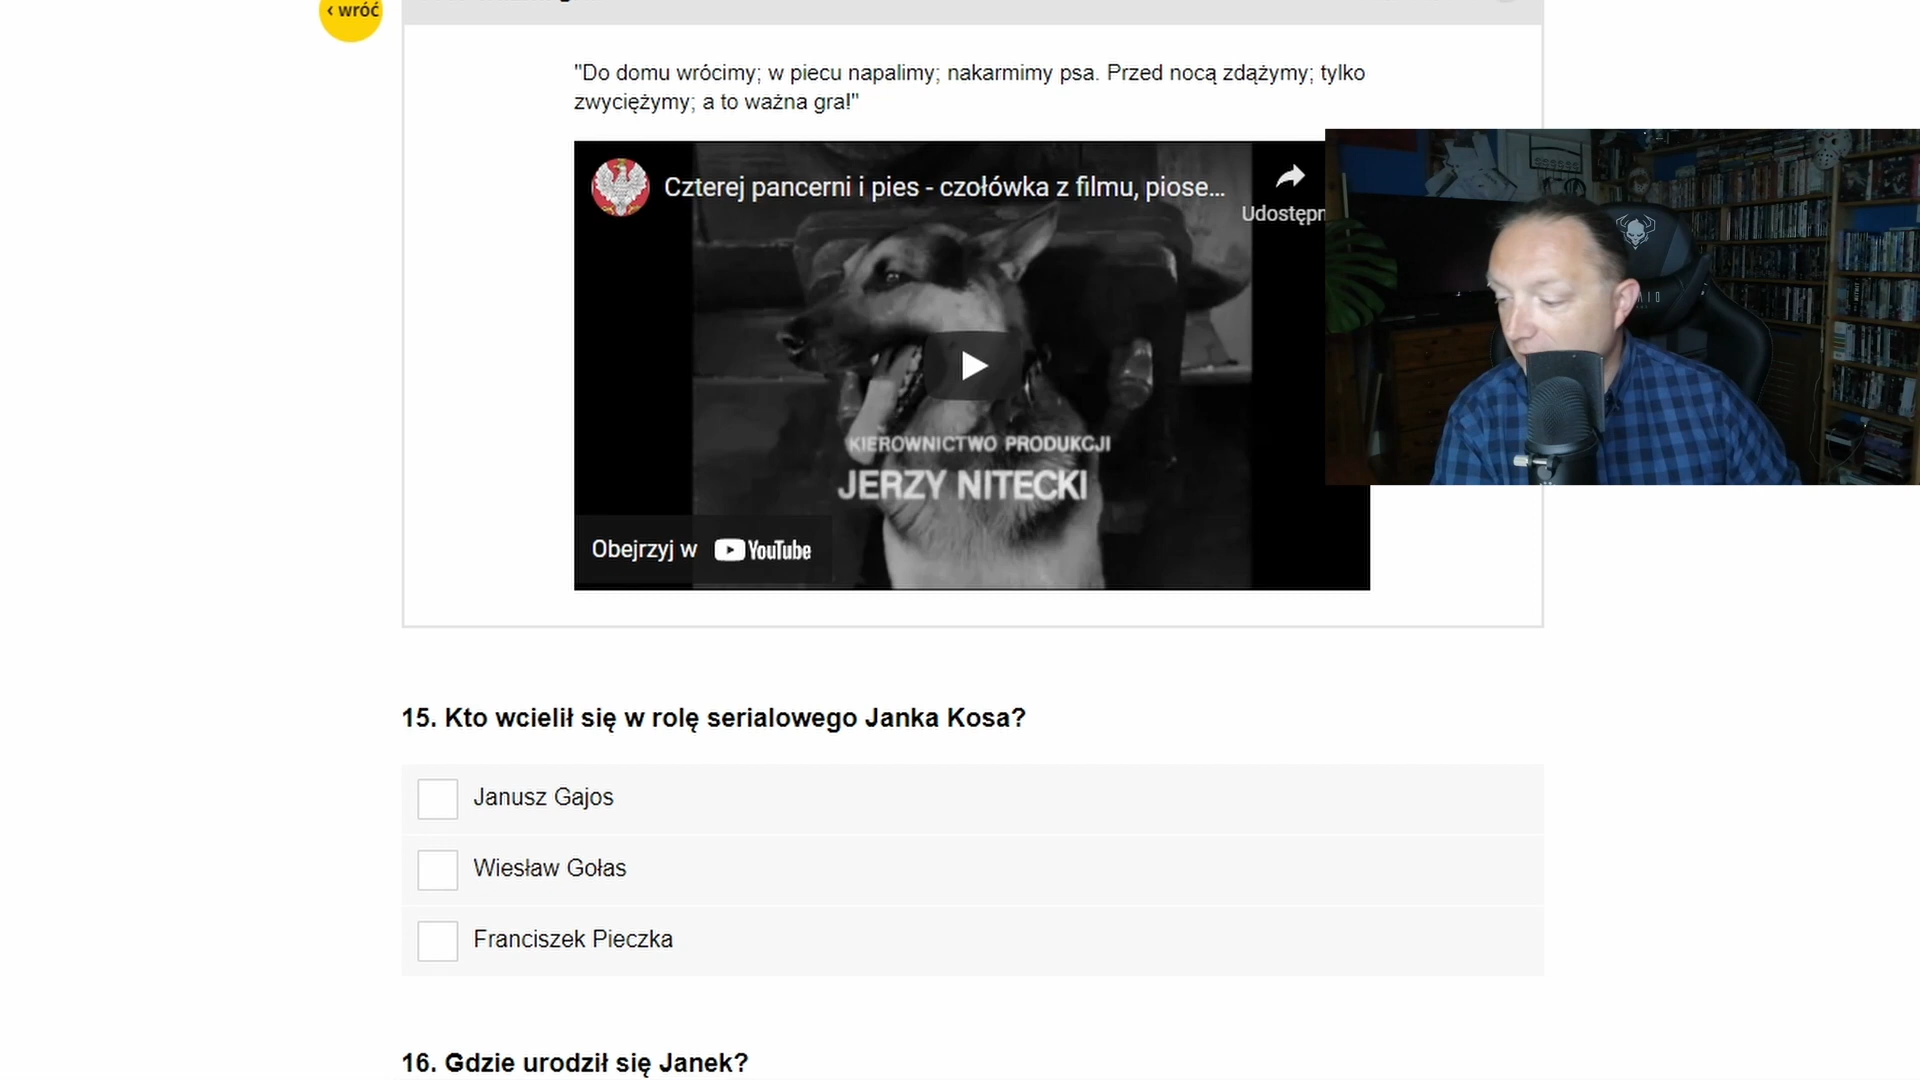 ‹ wróć
"Do domu wrócimy; w piecu napalimy; nakarmimy psa. Przed nocą zdążymy; tylko
zwyciężymy; a to ważna gra!"
Czterej pancerni i pies - czołówka z filmu, piose...
Udostępn
KIEROWNICTWO PRODUKCJI
JERZY NITECKI
Obejrzyj w YouTube
15. Kto wcielił się w rolę serialowego Janka Kosa?
Janusz Gajos
Wiesław Gołas
Franciszek Pieczka
16. Gdzie urodził się Janek?